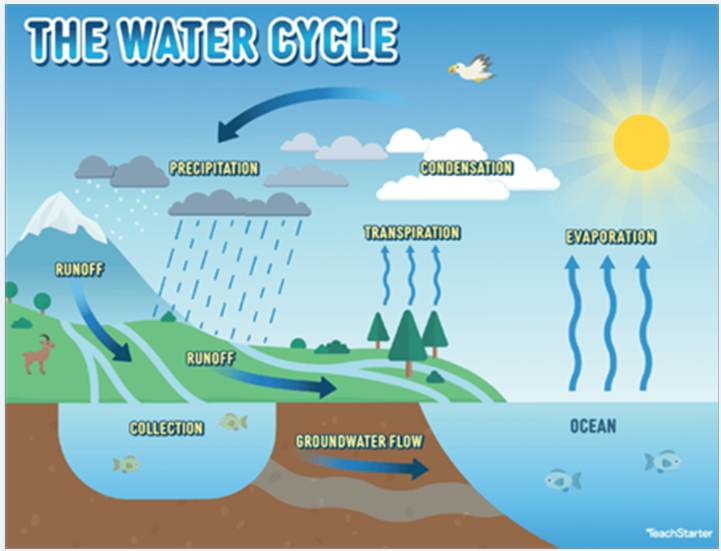 THE WATER CYCLE
PRECIPITATION
CONDENSATION
TRANSPIRATION
EVAPORATION
RUNOFF
RUNOFF
COLLECTION
OCEAN
GROUNDWATER FLOW
TeachStarter